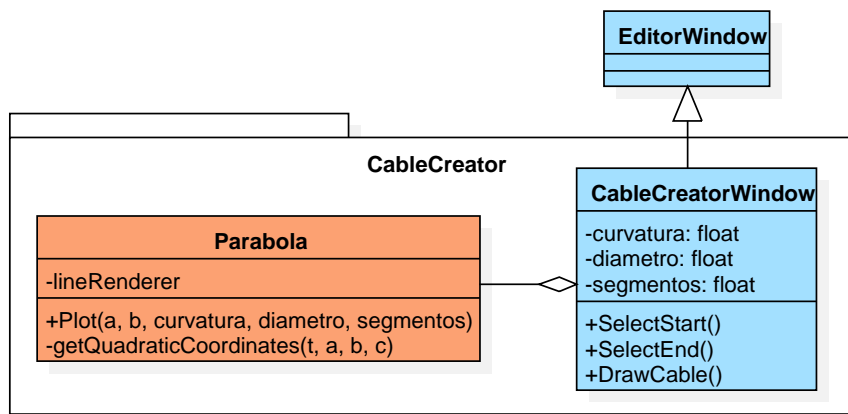 EditorWindow
CableCreator
CableCreatorWindow
-curvatura: float
-diametro: float
-segmentos: float
+SelectStart()
+SelectEnd()
+DrawCable()
Parabola
-lineRenderer
+Plot(a, b, curvatura, diametro, segmentos)
-getQuadraticCoordinates(t, a, b, c)